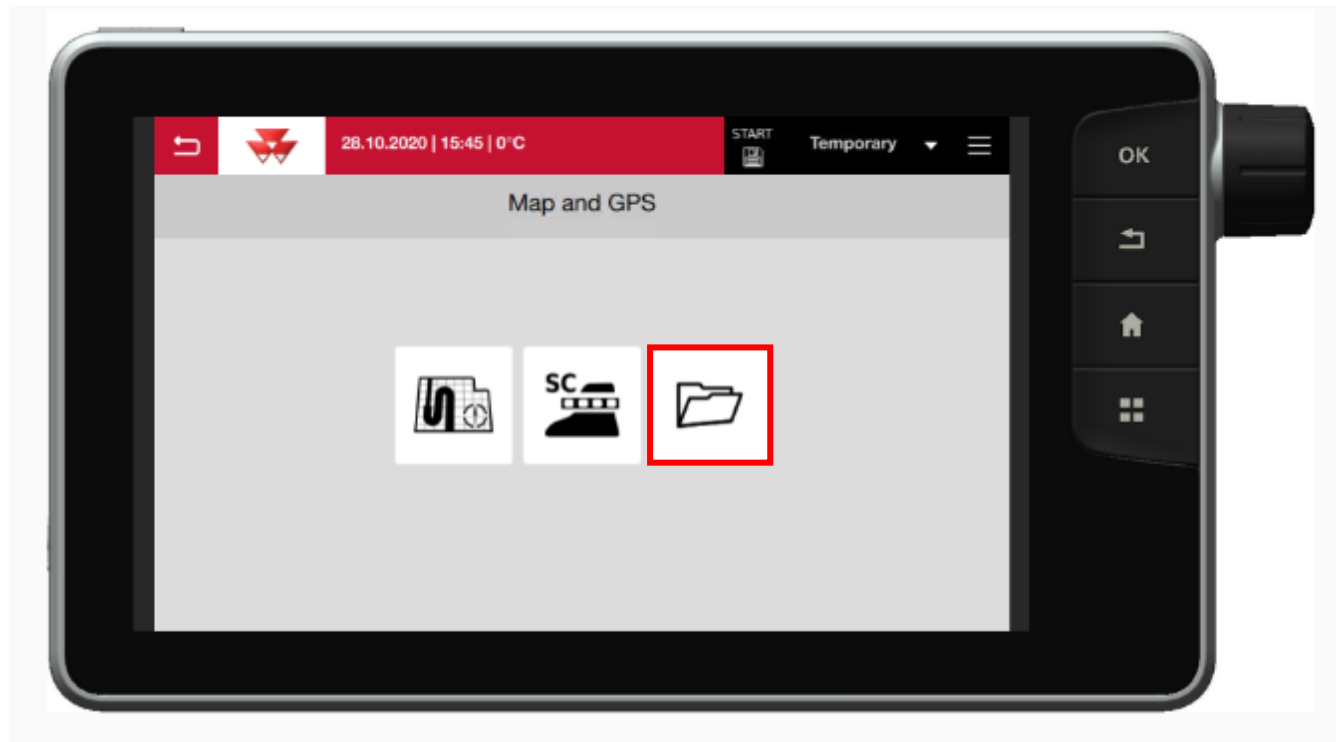 28.10.2020 | 15:45 | 0°C
START
Temporary
Map and GPS
SC
OK